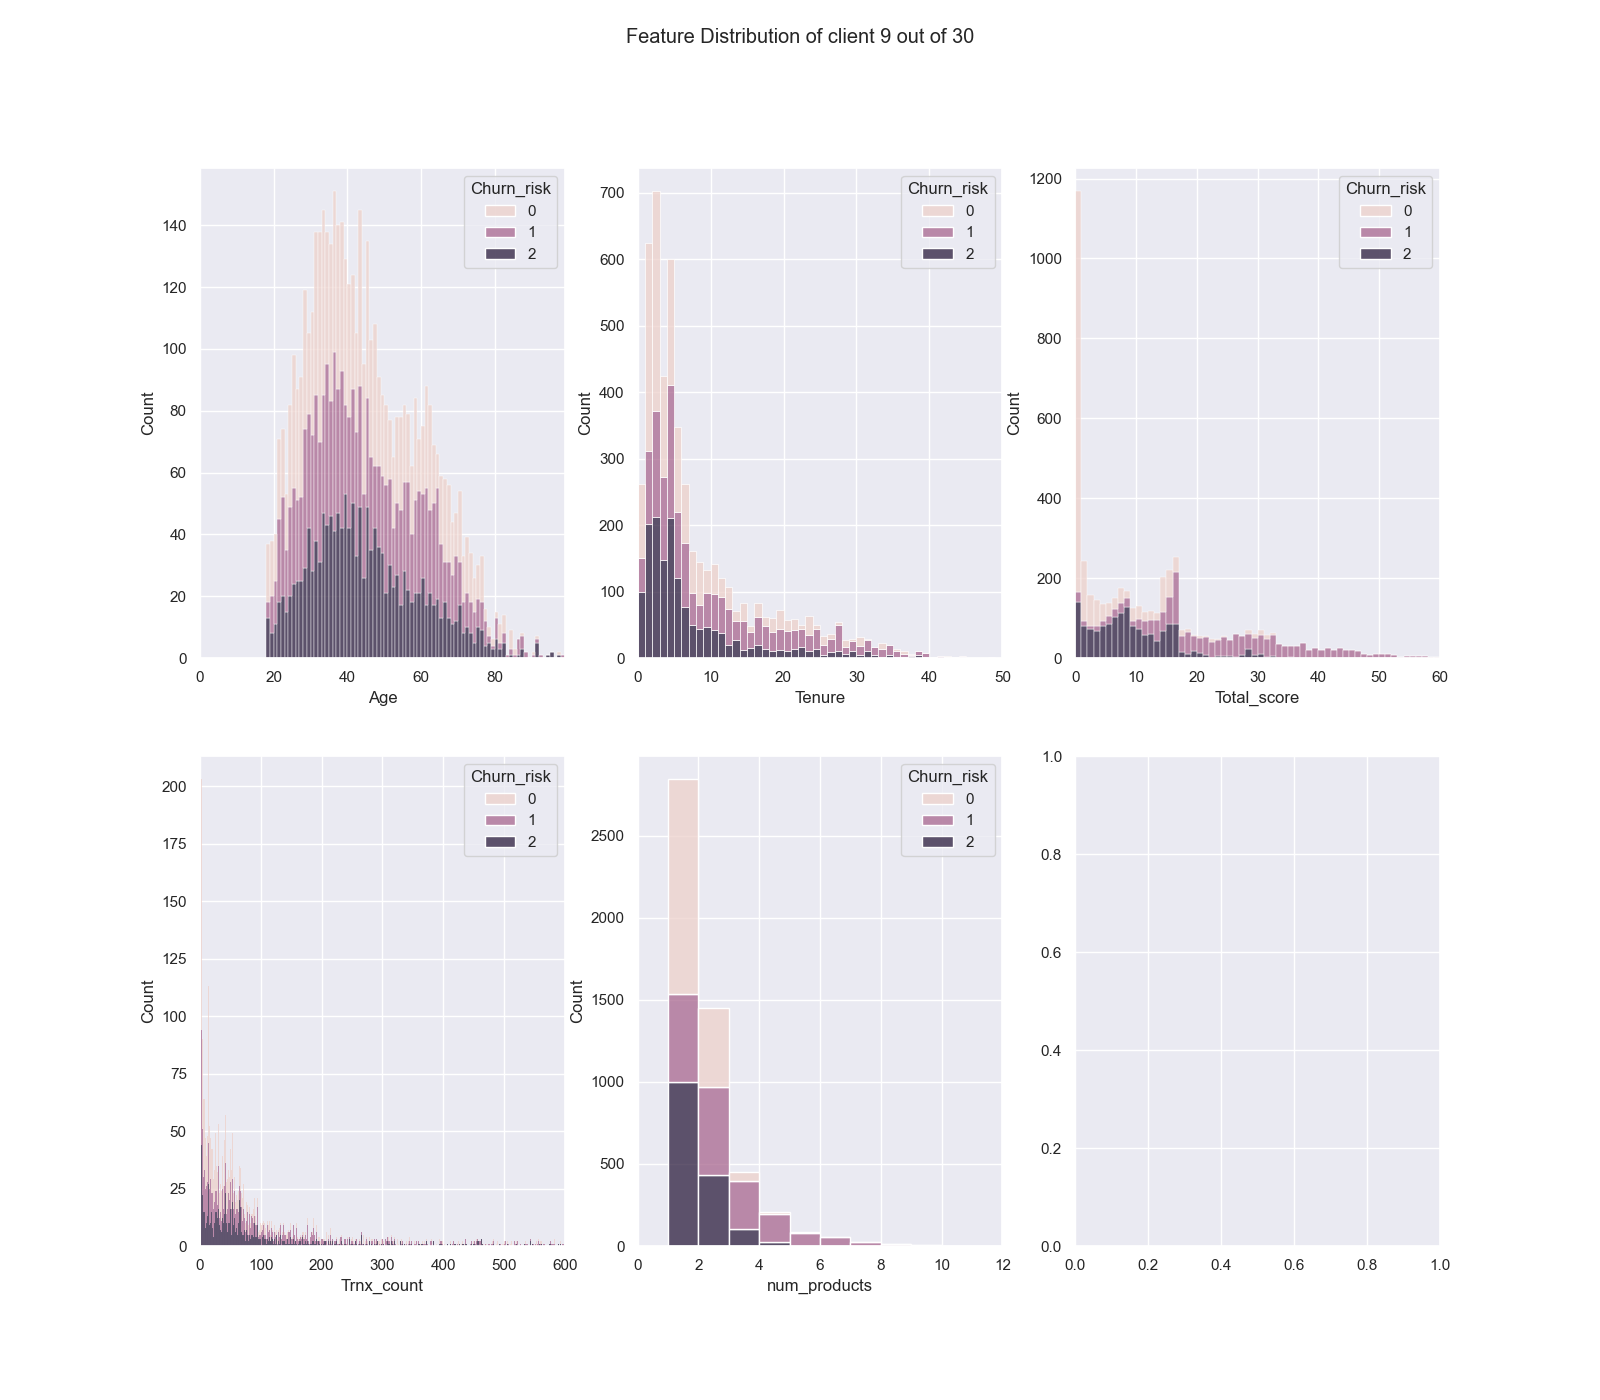 Feature Distribution of client 9 out of 30
Churn_risk
0
1
2
140
120
100
80
60
40
20
0
Count
0 20 40 60 80
Age
Churn_risk
0
1
2
700
600
500
400
300
200
100
0
Count
0 10 20 30 40 50
Tenure
Churn_risk
0
1
2
1200
1000
800
600
400
200
0
Count
0 10 20 30 40 50 60
Total_score
Churn_risk
0
1
2
200
175
150
125
100
75
50
25
0
Count
0 100 200 300 400 500 600
Trnx_count
Churn_risk
0
1
2
2500
2000
1500
1000
500
0
Count
0 2 4 6 8 10 12
num_products
1.0
0.8
0.6
0.4
0.2
0.0
0.0 0.2 0.4 0.6 0.8 1.0